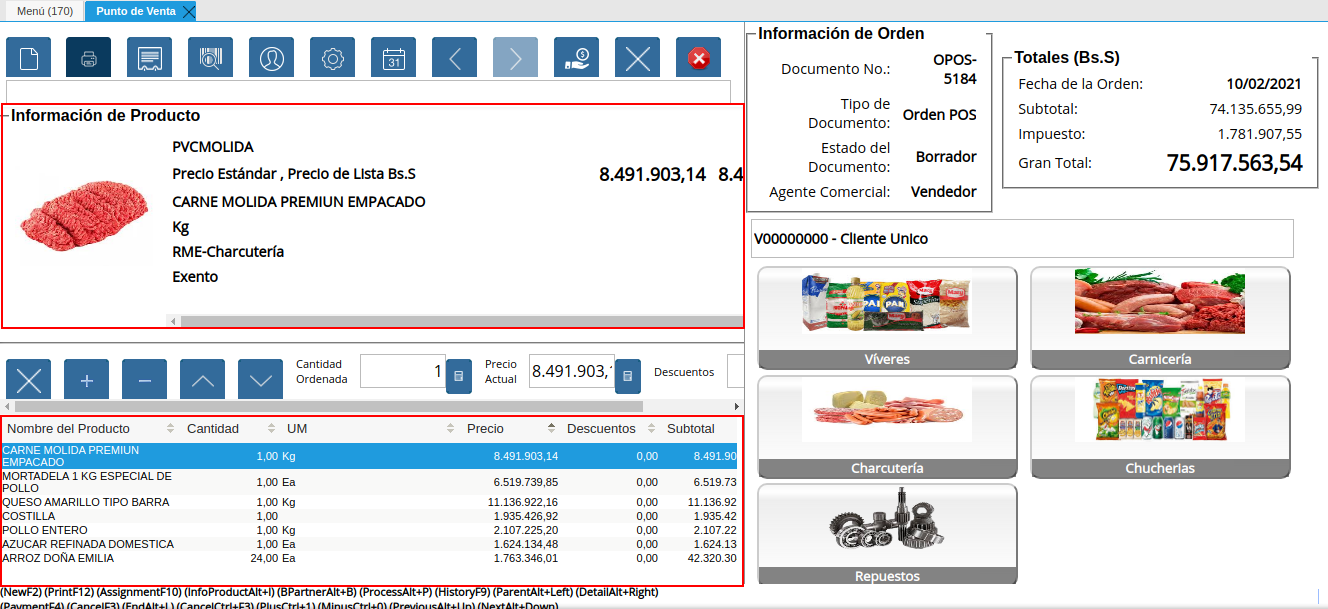 Menú (170)
Punto de Venta
31
Información de Producto
PVCMOLIDA
Precio Estándar , Precio de Lista Bs.S 8.491.903,14 8.4
CARNE MOLIDA PREMIUN EMPACADO
Kg
RME-Charcutería
Exento
Cantidad
Ordenada
1
Precio
Actual
8.491.903,
Descuentos
Nombre del Producto Cantidad UM Precio Descuentos Subtotal
CARNE MOLIDA PREMIUN
EMPACADO 1,00 Kg 8.491.903,14 0,00 8.491.90
MORTADELA 1 KG ESPECIAL DE
POLLO 1,00 Ea 6.519.739,85 0,00 6.519.73
QUESO AMARILLO TIPO BARRA 1,00 Kg 11.136.922,16 0,00 11.136.92
COSTILLA 1,00 1.935.426,92 0,00 1.935.42
POLLO ENTERO 1,00 Kg 2.107.225,20 0,00 2.107.22
AZUCAR REFINADA DOMESTICA 1,00 Ea 1.624.134,48 0,00 1.624.13
ARROZ DOÑA EMILIA 24,00 Ea 1.763.346,01 0,00 42.320.30
(NewF2) (PrintF12) (AssignmentF10) (InfoProductAlt+I) (BPartnerAlt+B) (ProcessAlt+P) (HistoryF9) (ParentAlt+Left) (DetailAlt+Right)
(PaymentF4) (CancelF3) (EndAlt+L) (CancelCtrl+F3) (PlusCtrl+1) (MinusCtrl+0) (PreviousAlt+Up) (NextAlt+Down)
Información de Orden
Documento No.: OPOS-
5184
Tipo de
Documento: Orden POS
Estado del
Documento: Borrador
Agente Comercial: Vendedor
Totales (Bs.S)
Fecha de la Orden: 10/02/2021
Subtotal: 74.135.655,99
Impuesto: 1.781.907,55
Gran Total: 75.917.563,54
V00000000 - Cliente Unico
PAN
PAN
Mary
Mary
Víveres
Carnicería
Charcutería
Chucherias
Repuestos